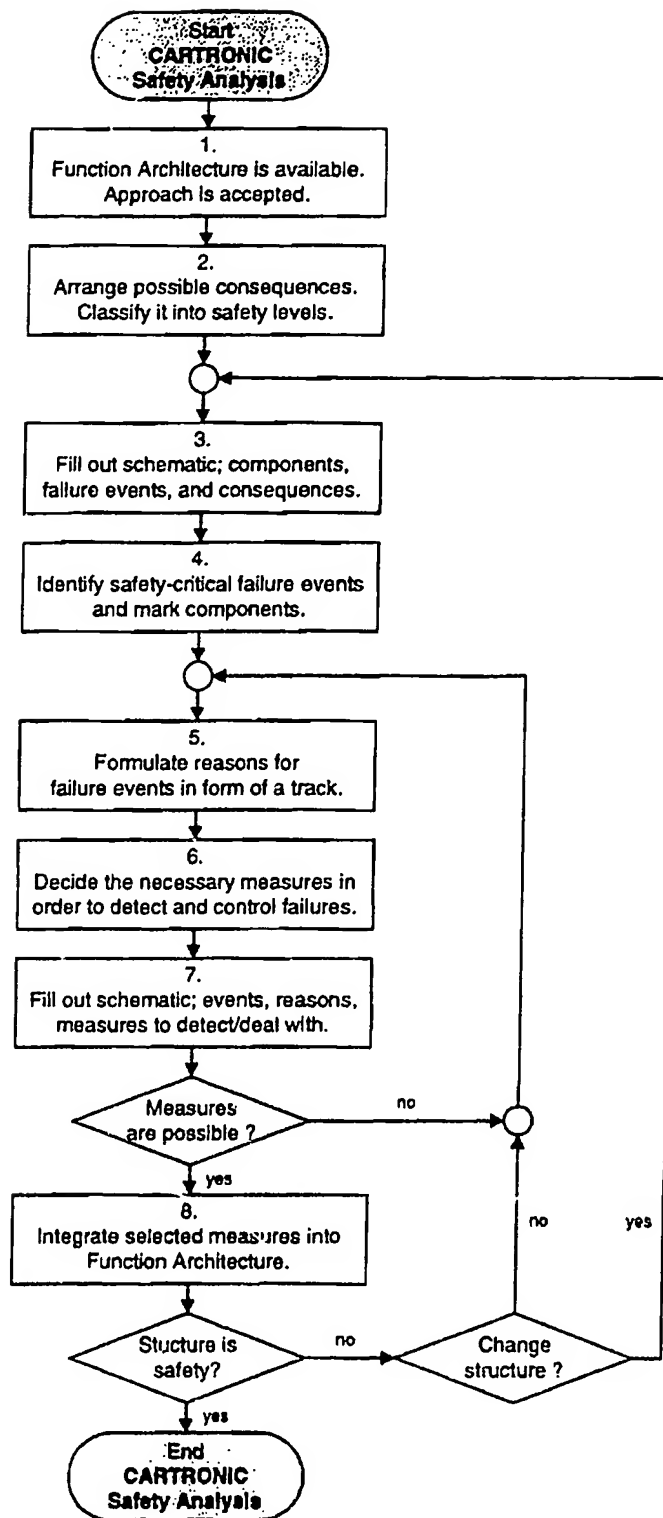 Start
CARTRONIC
Safety Analysis
1.
Function Architecture is available.
Approach is accepted.
2.
Arrange possible consequences.
Classify it into safety levels.
3.
Fill out schematic; components,
failure events, and consequences.
4.
Identify safety-critical failure events
and mark components.
5.
Formulate reasons for
failure events in form of a track.
6.
Decide the necessary measures in
order to detect and control failures.
7.
Fill out schematic; events, reasons,
measures to detect/deal with.
Measures
are possible ?
no
yes
8.
Integrate selected measures into
Function Architecture.
no
yes
Stucture is
safety?
no
Change
structure ?
yes
End
CARTRONIC
Safety Analysis